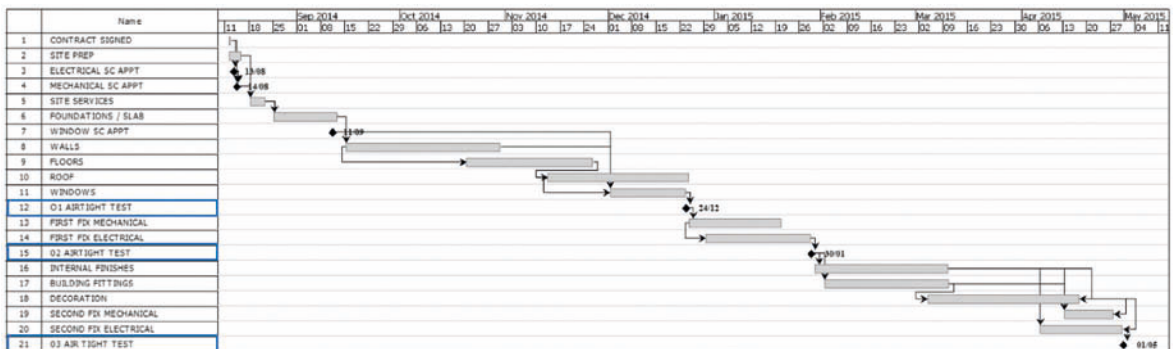 Name
Sep 2014 Oct 2014 Nov 2014 Dec 2014 Jan 2015 Feb 2015 Mar 2015 Apr 2015 May 2015
11 18 25 01 08 15 22 29 06 13 20 27 03 10 17 24 01 08 15 22 29 05 12 19 26 02 09 16 23 02 09 16 23 30 06 13 20 27 04 11
1 CONTRACT SIGNED
2 SITE PREP
3 ELECTRICAL SC APPT 13/08
4 MECHANICAL SC APPT 14/08
5 SITE SERVICES
6 FOUNDATIONS / SLAB
7 WINDOW SC APPT 11/09
8 WALLS
9 FLOORS
10 ROOF
11 WINDOWS
12 01 AIRTIGHT TEST 24/12
13 FIRST FIX MECHANICAL
14 FIRST FIX ELECTRICAL
15 02 AIRTIGHT TEST 30/01
16 INTERNAL FINISHES
17 BUILDING FITTINGS
18 DECORATION
19 SECOND FIX MECHANICAL
20 SECOND FIX ELECTRICAL
21 03 AIR TIGHT TEST 01/05